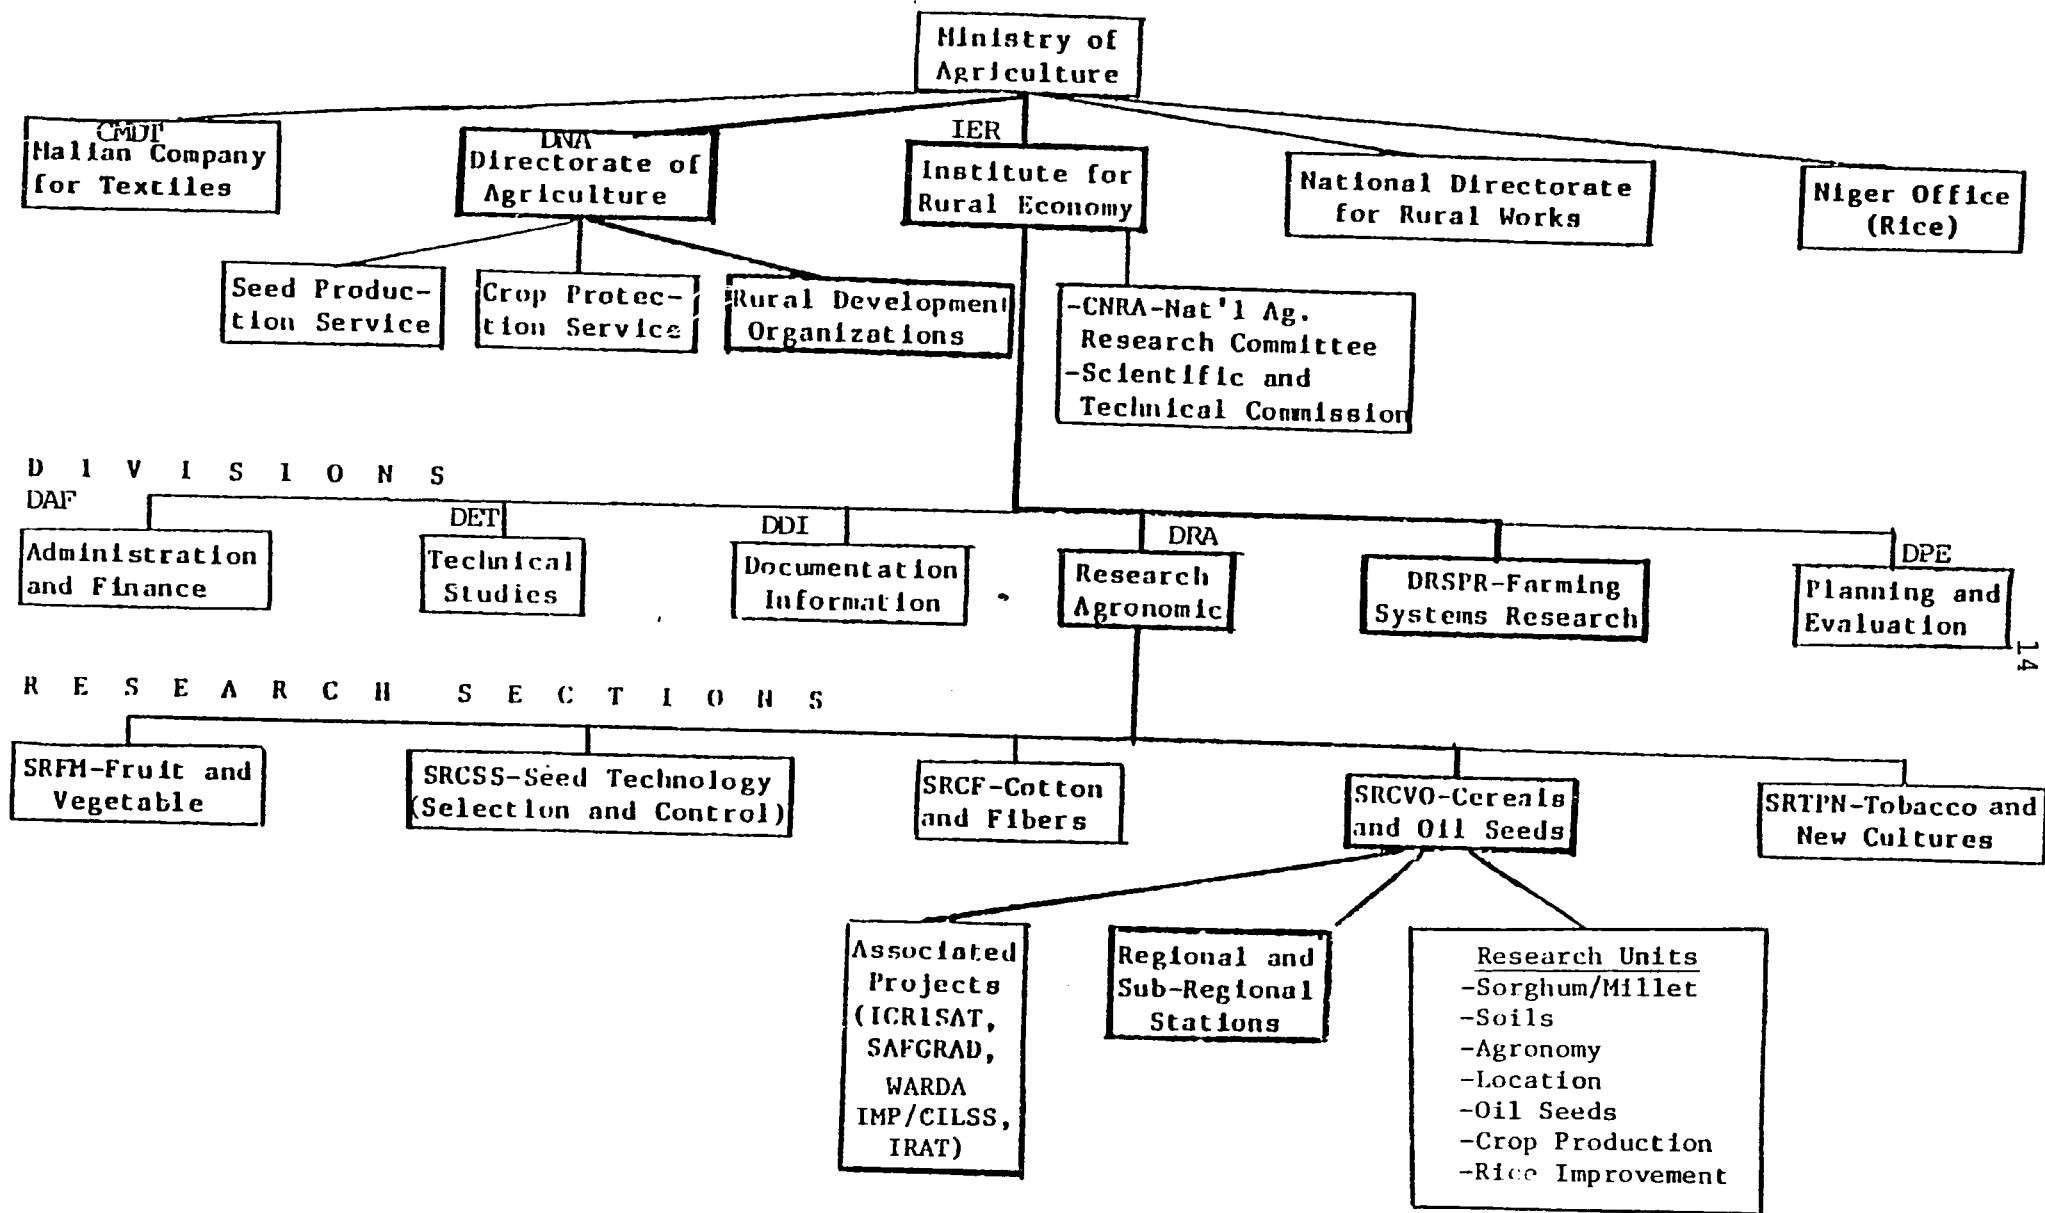 Ministry of
Agriculture
CMDT
Malian Company
for Textiles
DNA
Directorate of
Agriculture
IER
Institute for
Rural Economy
National Directorate
for Rural Works
Niger Office
(Rice)
Seed Produc-
tion Service
Crop Protec-
tion Service
Rural Development
Organizations
-CNRA-Nat'l Ag.
Research Committee
-Scientific and
Technical Commission
D I V I S I O N S
DAF
Administration
and Finance
DET
Technical
Studies
DDI
Documentation
Information
DRA
Research
Agronomic
DRSPR-Farming
Systems Research
DPE
Planning and
Evaluation
14
R E S E A R C H S E C T I O N S
SRFM-Fruit and
Vegetable
SRCSS-Seed Technology
(Selection and Control)
SRCF-Cotton
and Fibers
SRCVO-Cereals
and Oil Seeds
SRTPN-Tobacco and
New Cultures
Associated
Projects
(ICRISAT,
SAFGRAD,
WARDA
IMP/CILSS,
IRAT)
Regional and
Sub-Regional
Stations
Research Units
-Sorghum/Millet
-Soils
-Agronomy
-Location
-Oil Seeds
-Crop Production
-Rice Improvement